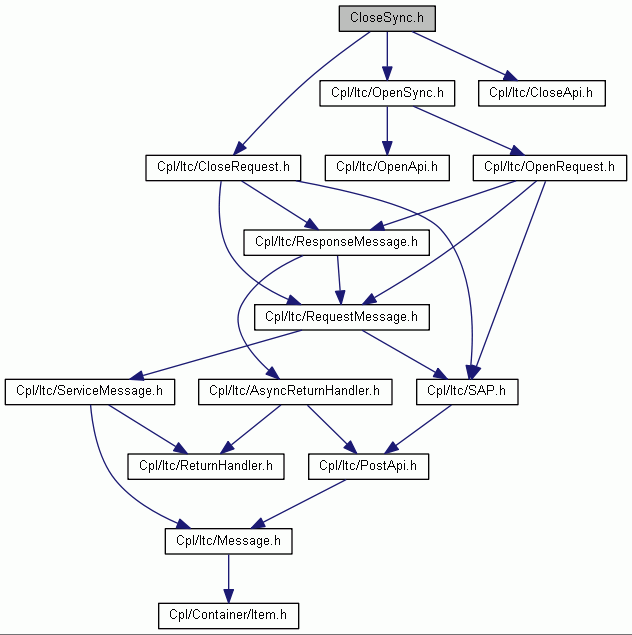 CloseSync.h
Cpl/Itc/OpenSync.h
Cpl/Itc/CloseApi.h
Cpl/Itc/CloseRequest.h
Cpl/Itc/OpenApi.h
Cpl/Itc/OpenRequest.h
Cpl/Itc/ResponseMessage.h
Cpl/Itc/RequestMessage.h
Cpl/Itc/ServiceMessage.h
Cpl/Itc/AsyncReturnHandler.h
Cpl/Itc/SAP.h
Cpl/Itc/ReturnHandler.h
Cpl/Itc/PostApi.h
Cpl/Itc/Message.h
Cpl/Container/Item.h